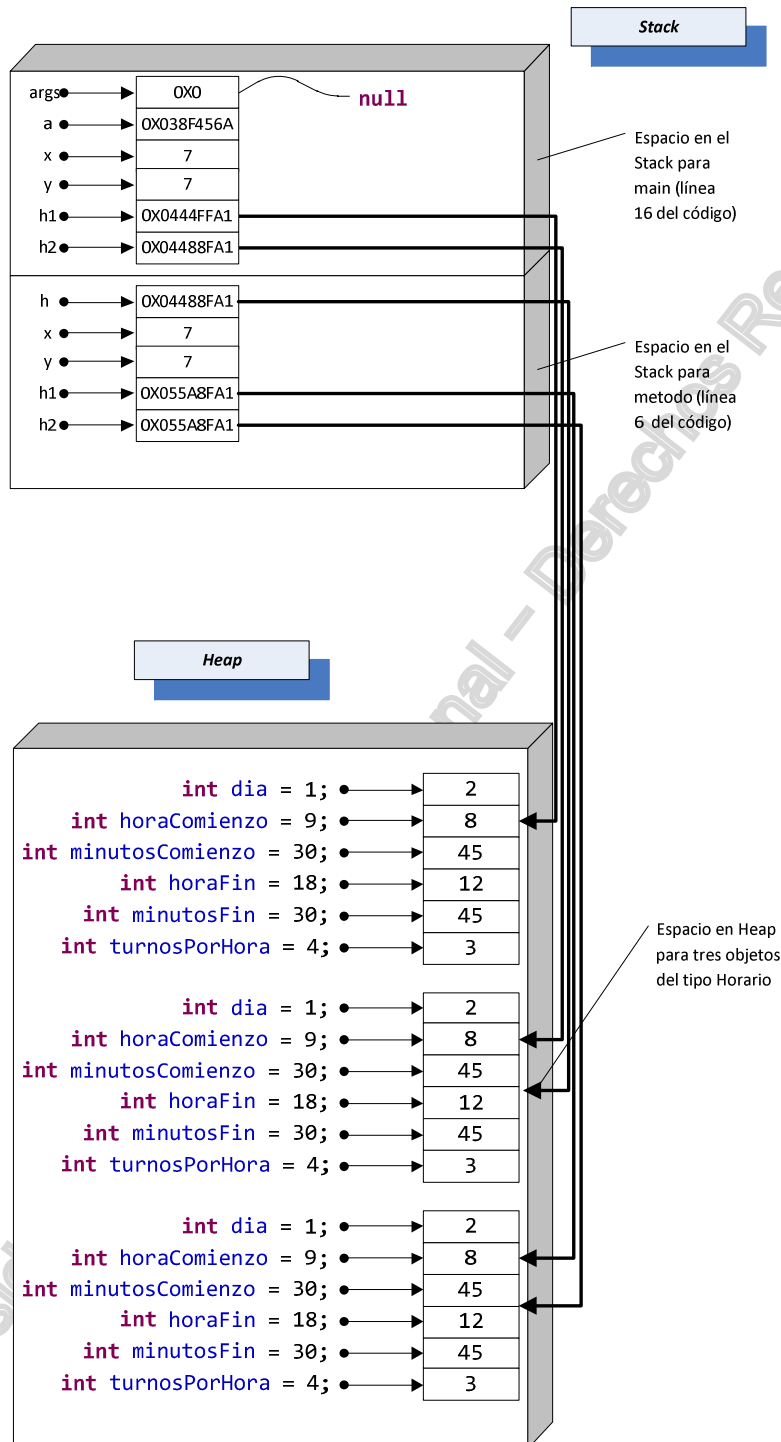 Stack
args 0X0 null
a 0X038F456A
x 7
y 7
h1 0X0444FFA1
h2 0X04488FA1
Espacio en el
Stack para
main (línea
16 del código)
h 0X04488FA1
x 7
y 7
h1 0X055A8FA1
h2 0X055A8FA1
Espacio en el
Stack para
metodo (línea
6 del código)
nal – Derechos Re
Heap
int dia = 1; 2
int horaComienzo = 9; 8
int minutosComienzo = 30; 45
int horaFin = 18; 12
int minutosFin = 30; 45
int turnosPorHora = 4; 3
Espacio en Heap
para tres objetos
del tipo Horario
int dia = 1; 2
int horaComienzo = 9; 8
int minutosComienzo = 30; 45
int horaFin = 18; 12
int minutosFin = 30; 45
int turnosPorHora = 4; 3
int dia = 1; 2
int horaComienzo = 9; 8
int minutosComienzo = 30; 45
int horaFin = 18; 12
int minutosFin = 30; 45
int turnosPorHora = 4; 3